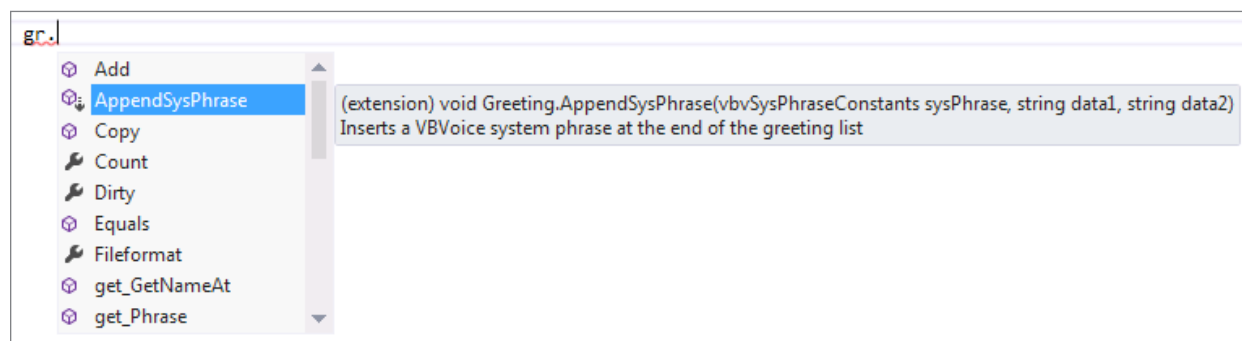 gr.
Add
AppendSysPhrase
(extension) void Greeting.AppendSysPhrase(vbvSysPhraseConstants sysPhrase, string data1, string data2)
Inserts a VBVoice system phrase at the end of the greeting list
Copy
Count
Dirty
Equals
Fileformat
get_GetNameAt
get_Phrase